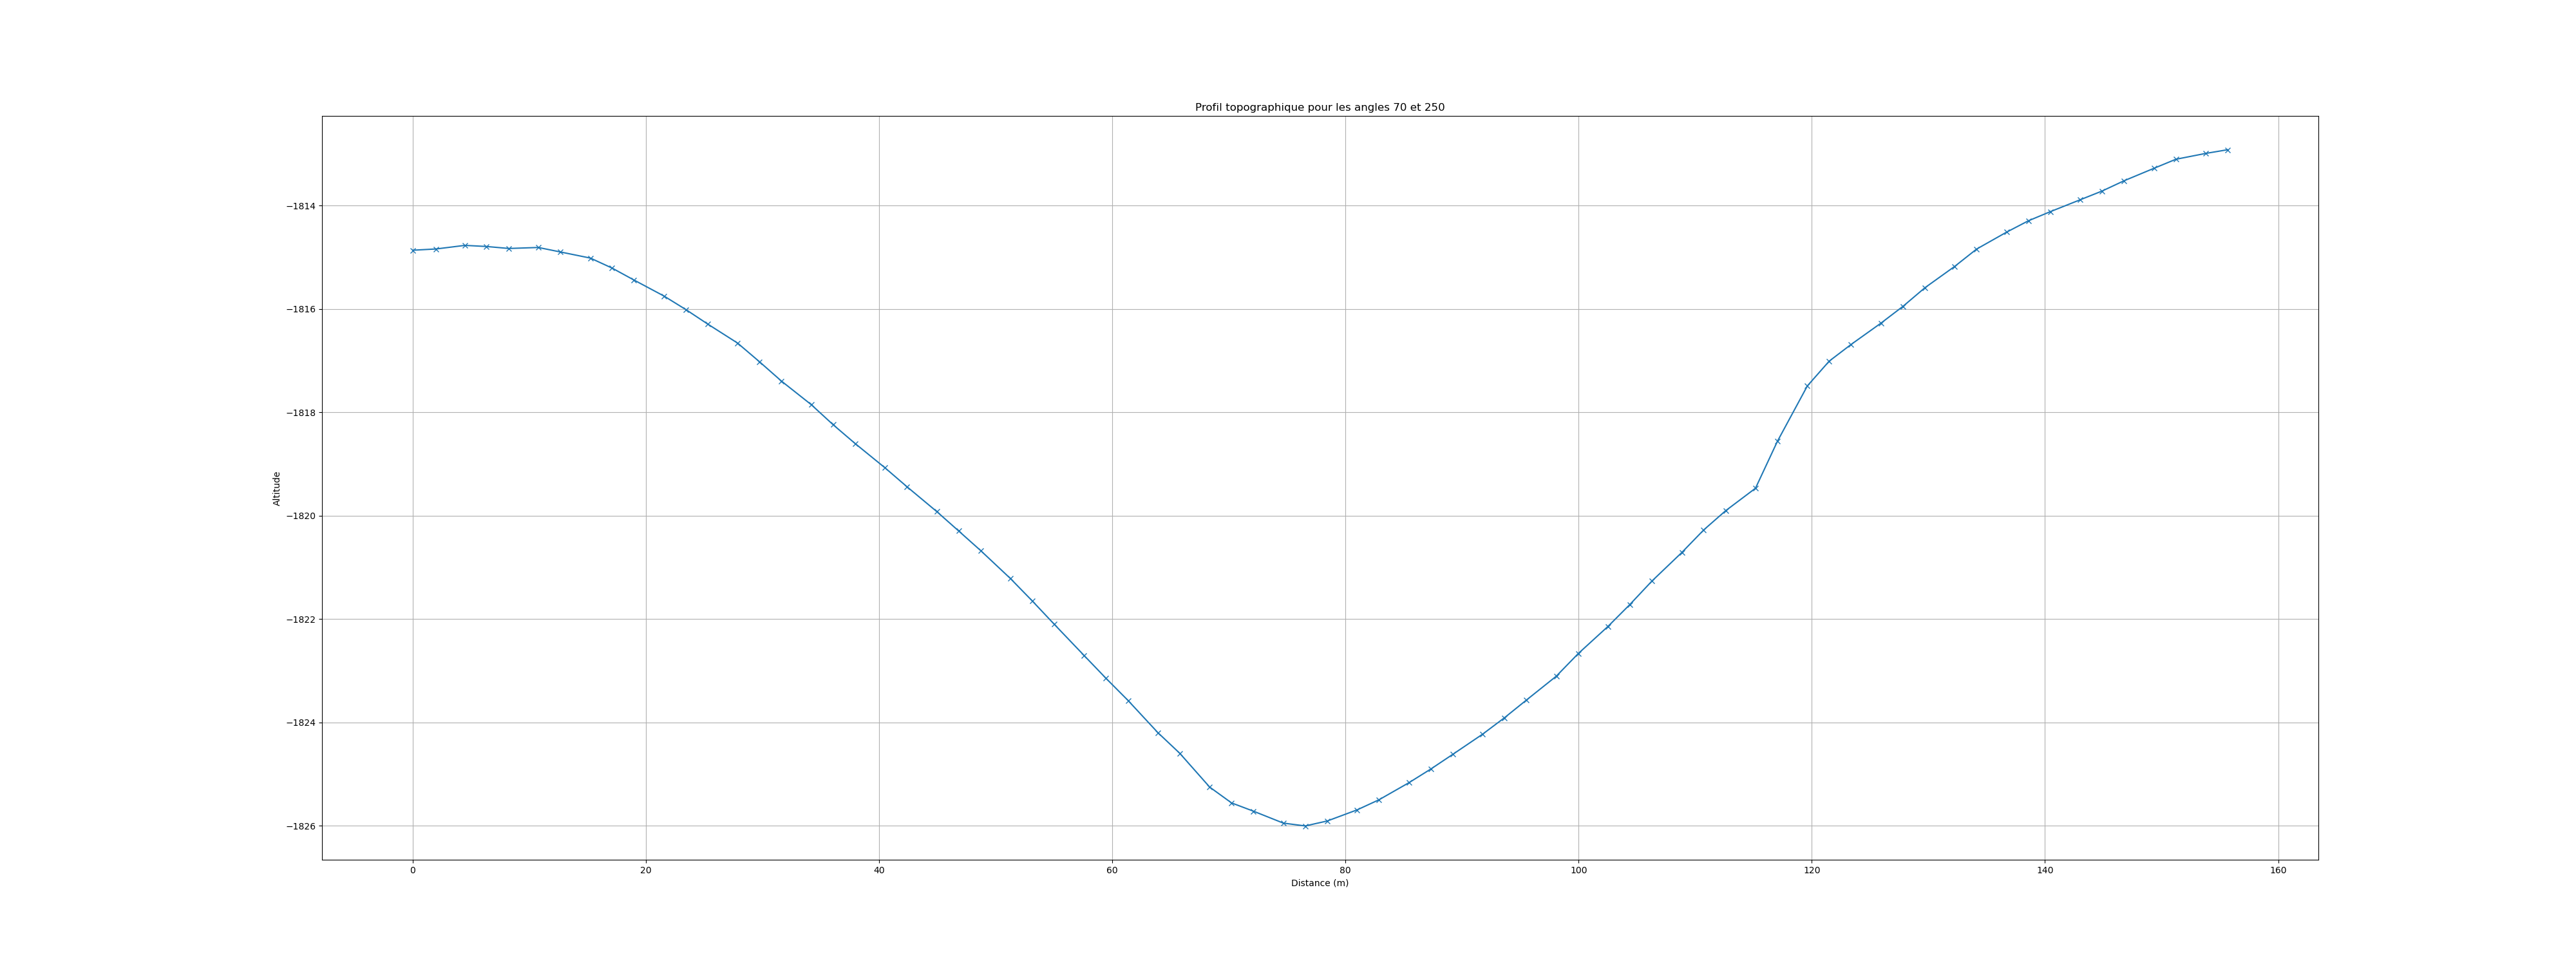 Profil topographique pour les angles 70 et 250
−1814
−1816
−1818
−1820
−1822
−1824
−1826
Altitude
0 20 40 60 80 100 120 140 160
Distance (m)